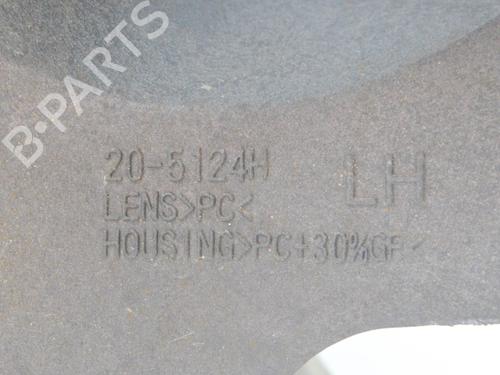 B-PARTS
20-5124H LH
LENS>PC<
HOUSING>PC+30%GF<